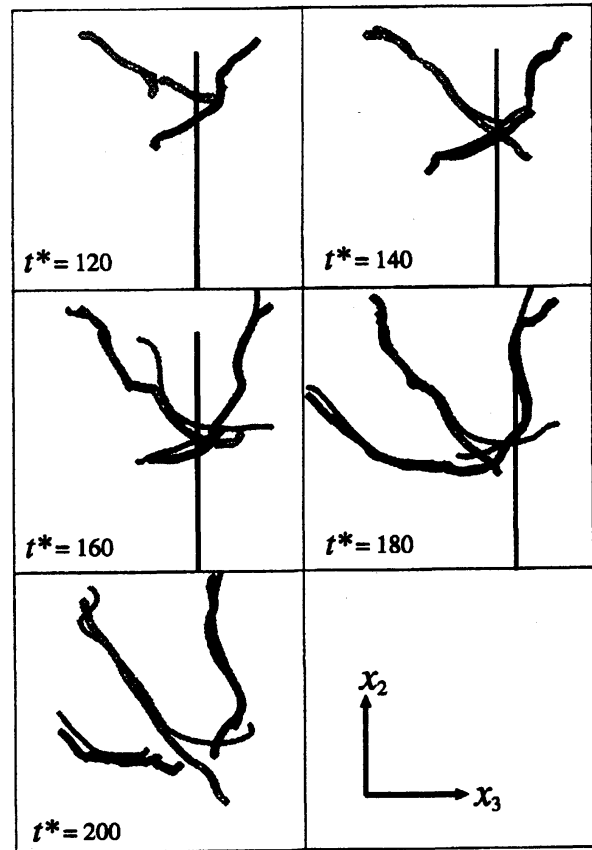 t* = 120
t* = 140
t* = 160
t* = 180
t* = 200
x₂
x₃